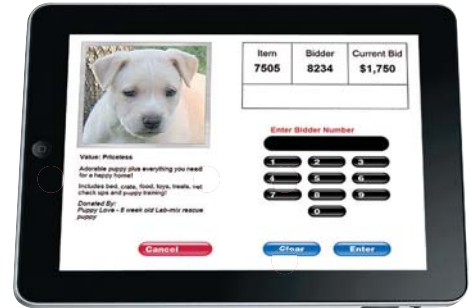 Item Bidder Current Bid
7505 8234 $1,750
Enter Bidder Number
1 2 3
4 5 6
7 8 9
0
Value: Priceless
Adorable puppy plus everything you need
for a happy home!
Includes bed, crate, food, toys, treats, vet
check ups and puppy training!
Donated By:
Puppy Love - 8 week old Lab-mix rescue
puppy
Cancel Clear Enter